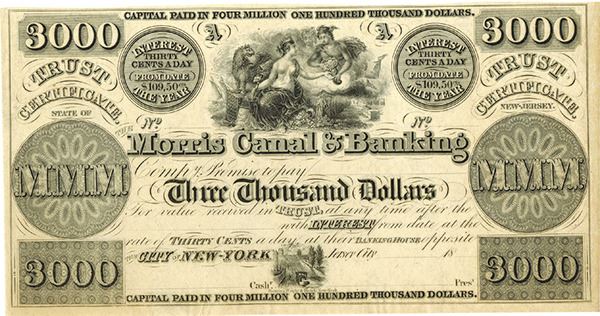 CAPITAL PAID IN FOUR MILLION ONE HUNDRED THOUSAND DOLLARS.
3000 A A 3000
INTEREST THIRTY CENTS A DAY FROM DATE $109,50 THE YEAR
INTEREST THIRTY CENTS A DAY FROM DATE $109,50 THE YEAR
TRUST CERTIFICATE.
STATE OF
TRUST CERTIFICATE.
NEW-JERSEY.
No No
THE Morris Canal & Banking
Comp.y Promise to pay
MMM MMM
Three Thousand Dollars
For value received in TRUST, at any time after the
with INTEREST from date at the
rate of THIRTY CENTS a day, at their BANKING HOUSE opposite
THE CITY OF NEW-YORK Jersey City 18
3000 3000
Cash.r Pres.t
CAPITAL PAID IN FOUR MILLION ONE HUNDRED THOUSAND DOLLARS.